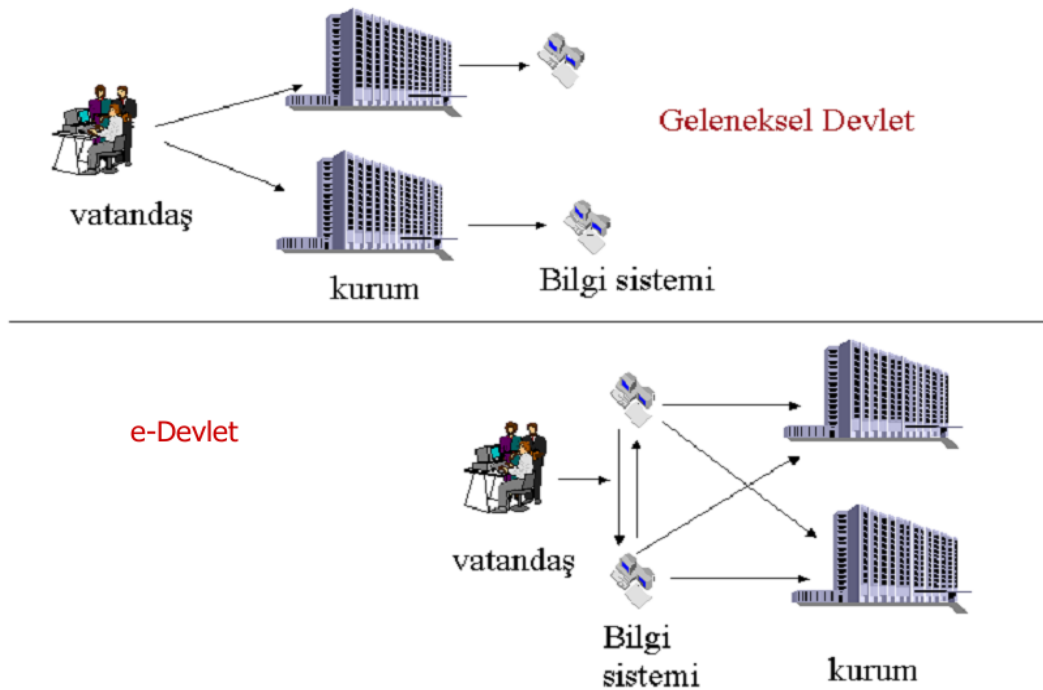 Geleneksel Devlet
vatandaş
kurum
Bilgi sistemi
e-Devlet
vatandaş
Bilgi
sistemi
kurum